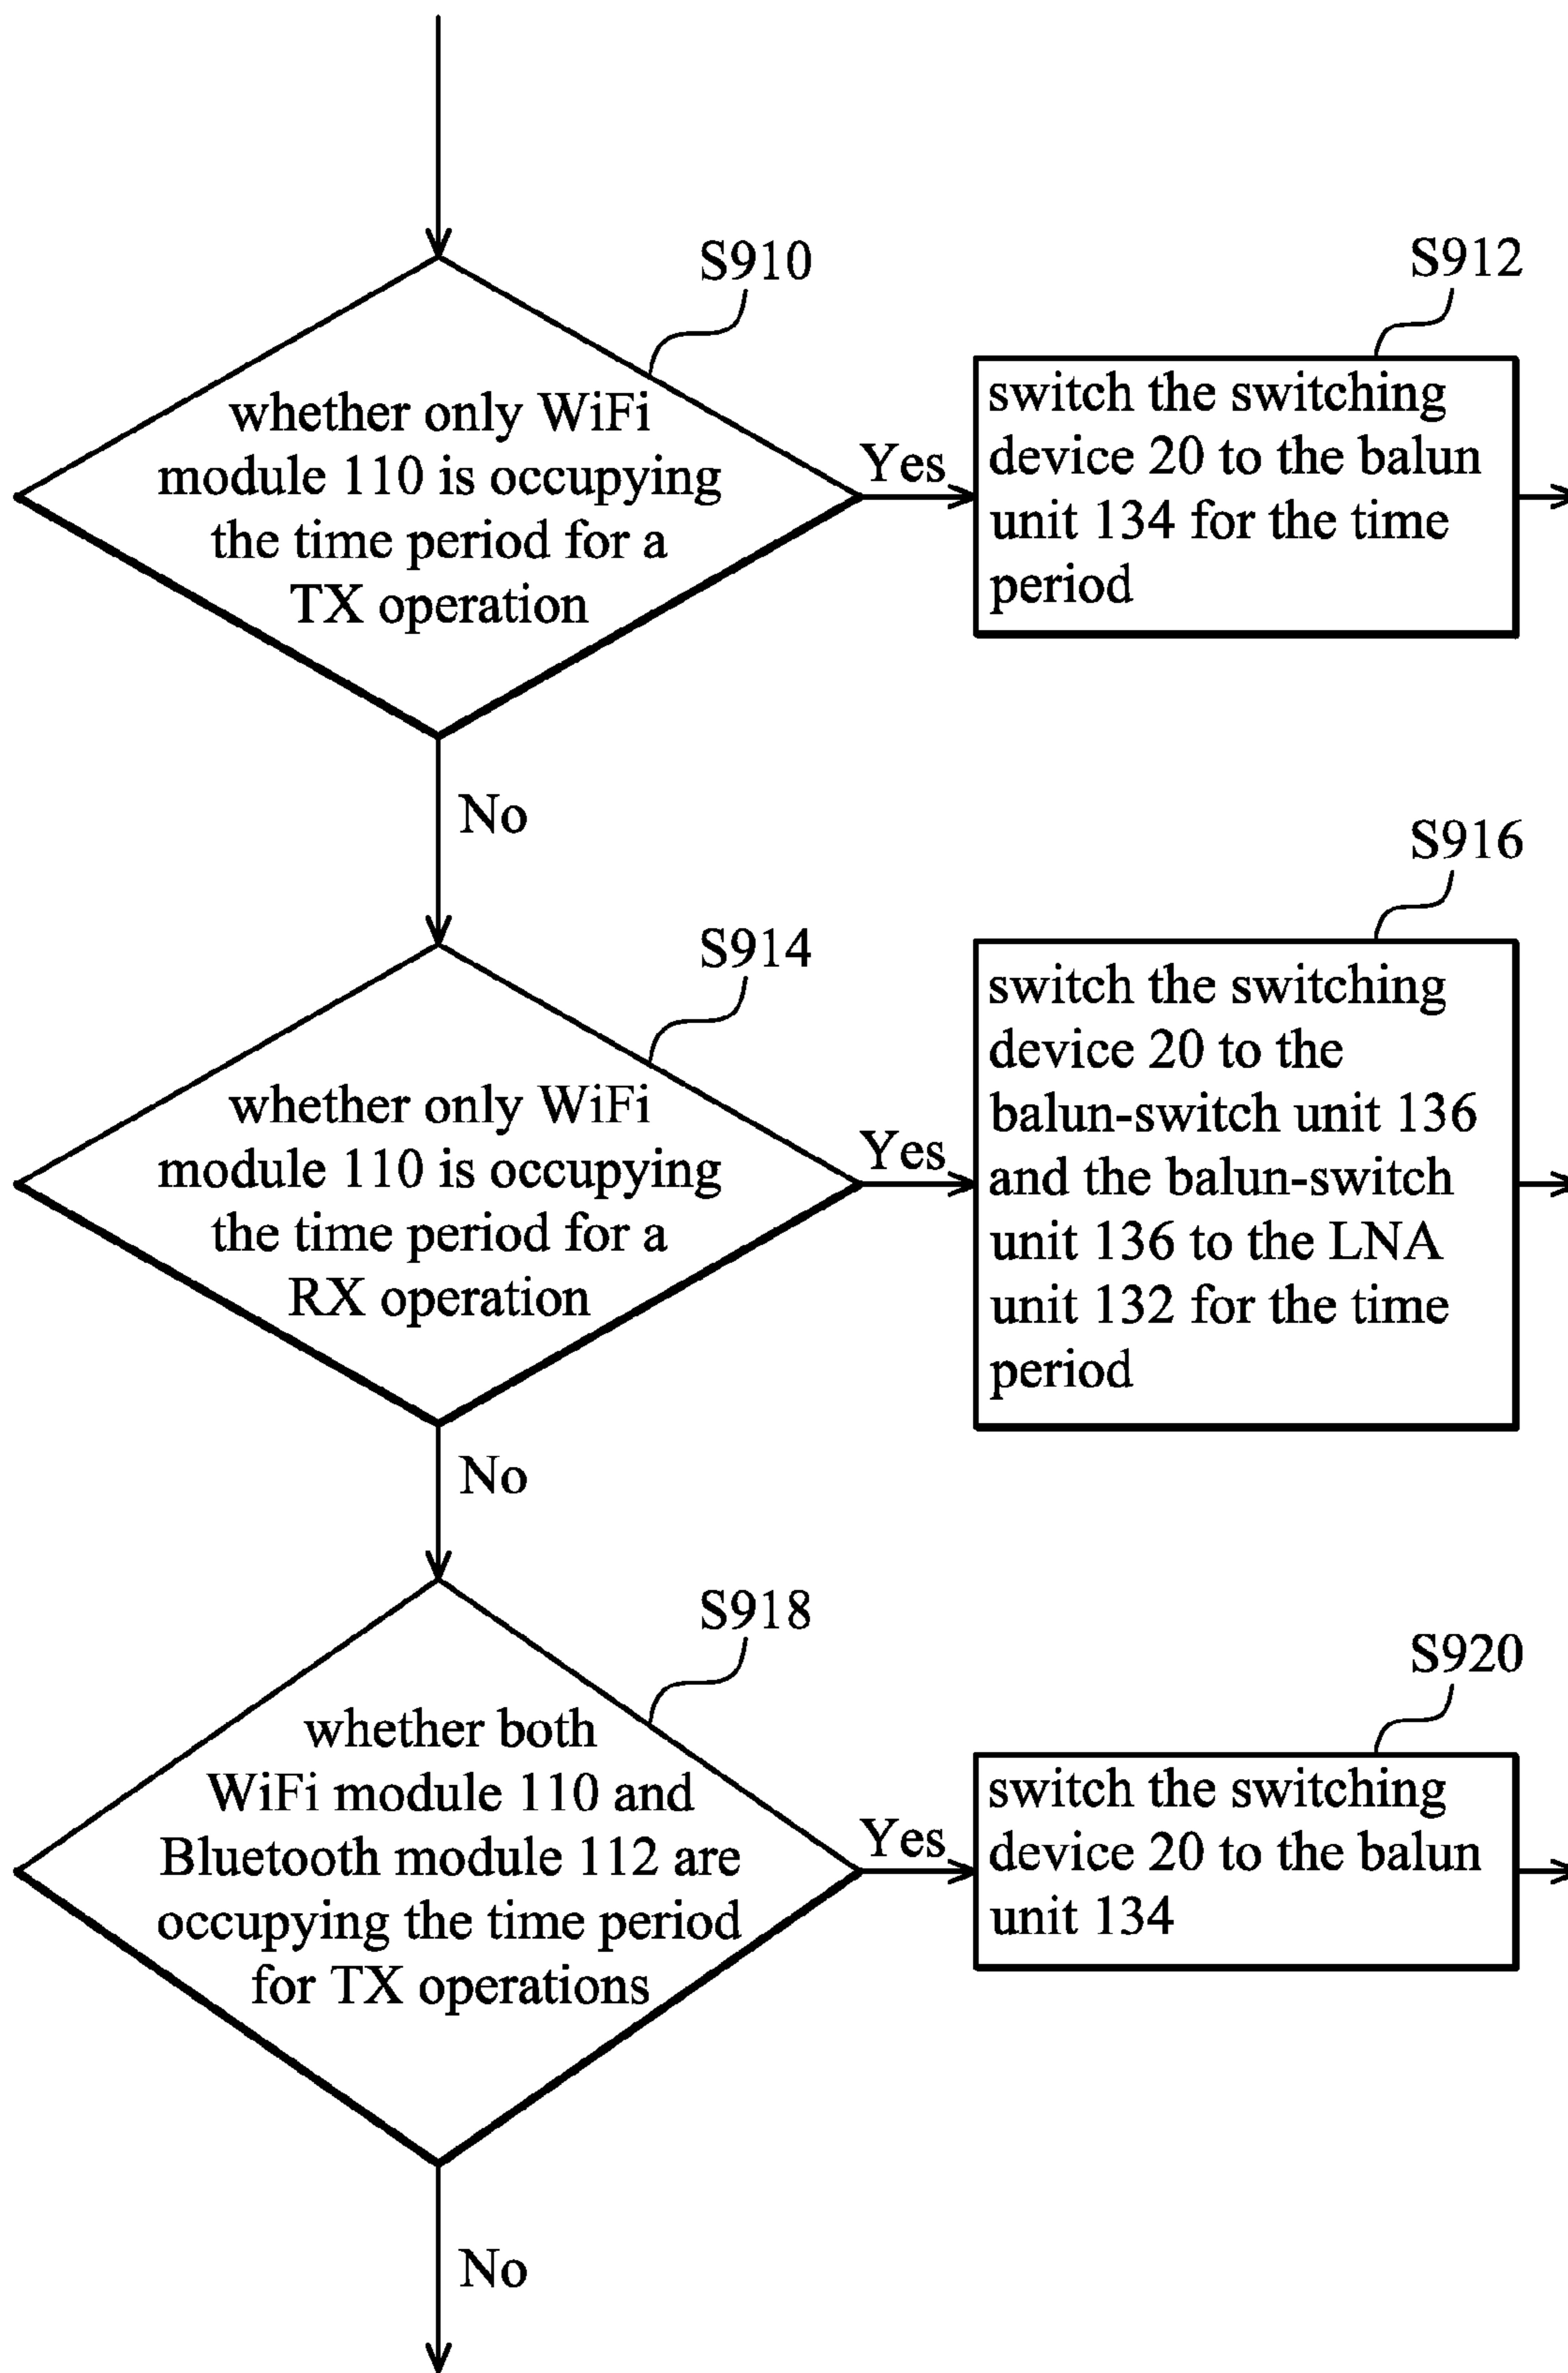 S910
whether only WiFi
module 110 is occupying
the time period for a
TX operation
Yes
S912
switch the switching
device 20 to the balun
unit 134 for the time
period
No
S914
whether only WiFi
module 110 is occupying
the time period for a
RX operation
Yes
S916
switch the switching
device 20 to the
balun-switch unit 136
and the balun-switch
unit 136 to the LNA
unit 132 for the time
period
No
S918
whether both
WiFi module 110 and
Bluetooth module 112 are
occupying the time period
for TX operations
Yes
S920
switch the switching
device 20 to the balun
unit 134
No